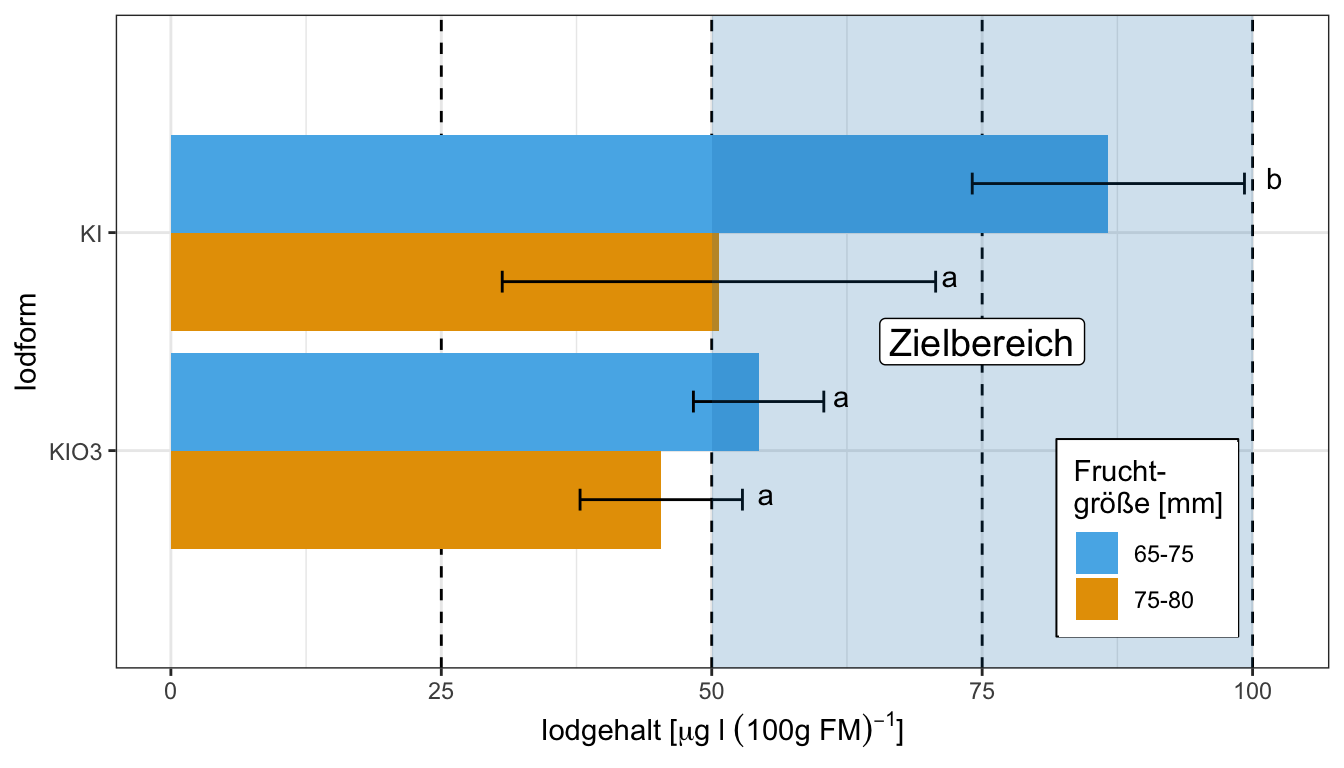 b
KI
a
Iodform
Zielbereich
a
KIO3
a
Frucht-
größe [mm]
65-75
75-80
0 25 50 75 100
Iodgehalt [μg I (100g FM)⁻¹]